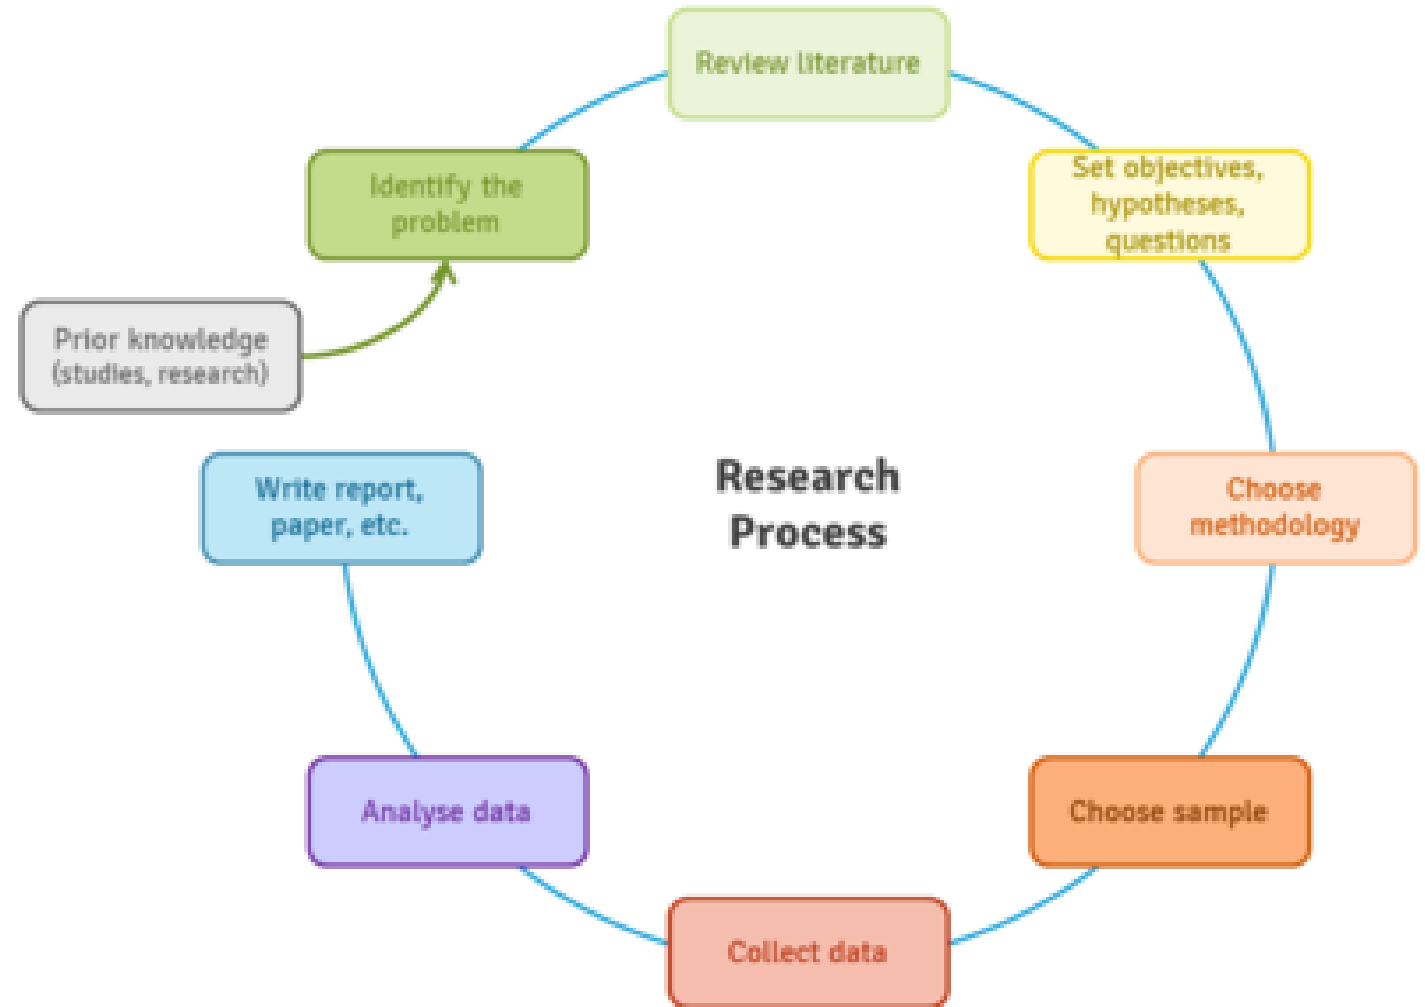 Review literature
Identify the
problem
Set objectives,
hypotheses,
questions
Prior knowledge
(studies, research)
Research
Process
Write report,
paper, etc.
Choose
methodology
Analyse data
Choose sample
Collect data